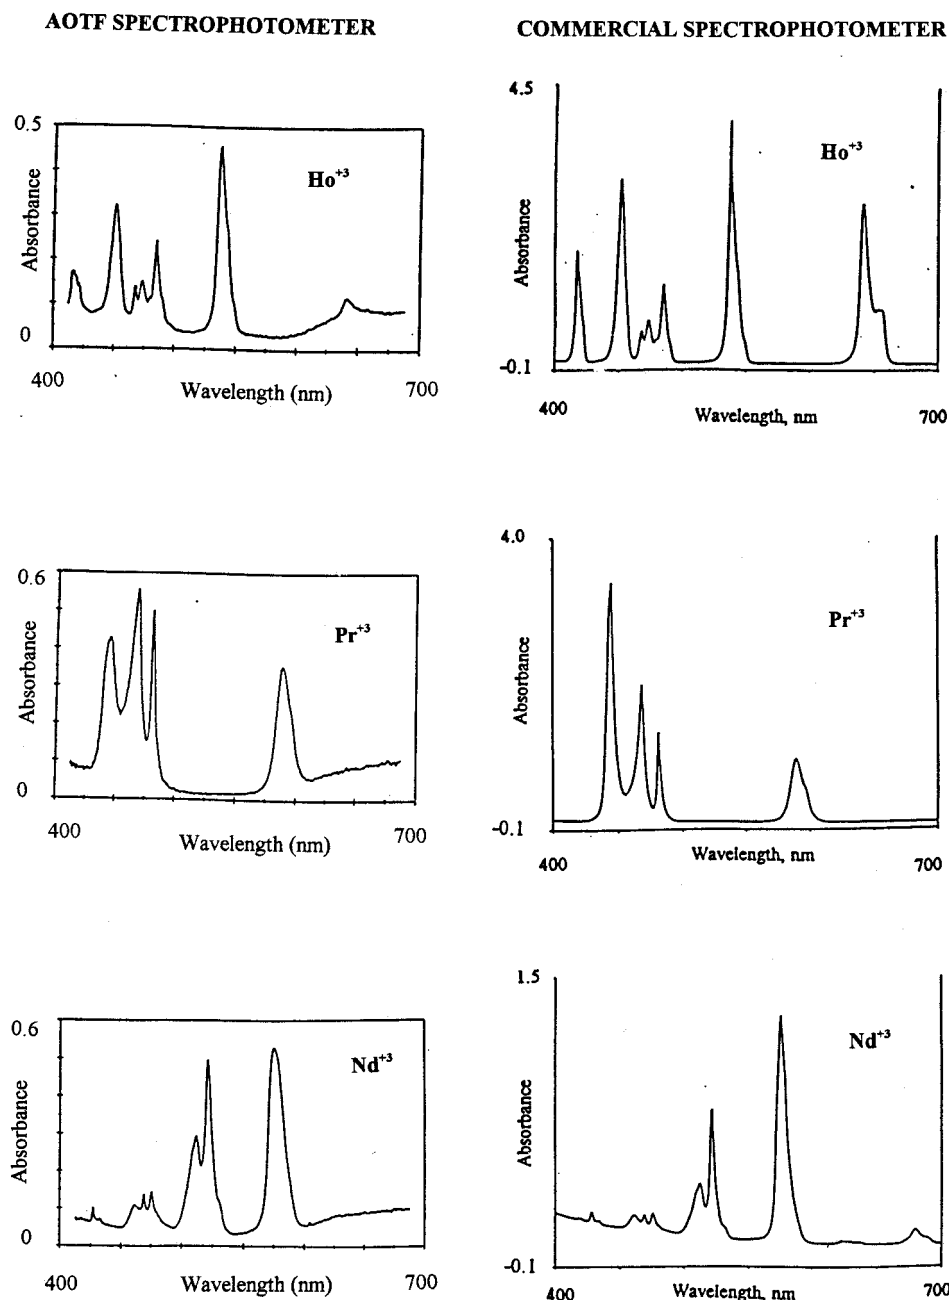 AOTF SPECTROPHOTOMETER
COMMERCIAL SPECTROPHOTOMETER
0.5
Absorbance
Ho+3
0
400
Wavelength (nm)
700
4.5
Absorbance
Ho+3
-0.1
400
Wavelength, nm
700
0.6
Absorbance
Pr+3
0
400
Wavelength (nm)
700
4.0
Absorbance
Pr+3
-0.1
400
Wavelength, nm
700
0.6
Absorbance
Nd+3
0
400
Wavelength (nm)
700
1.5
Absorbance
Nd+3
-0.1
400
Wavelength, nm
700